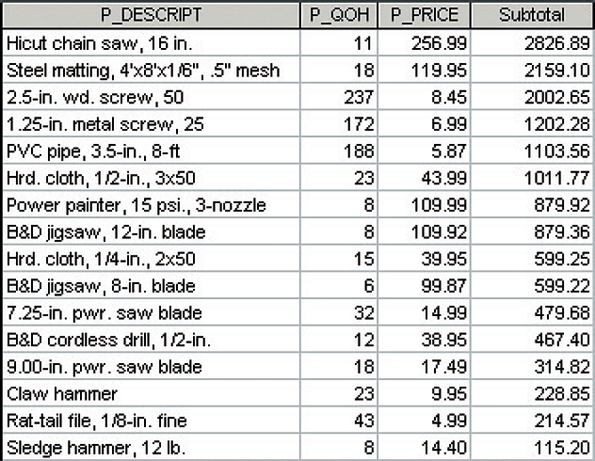 P_DESCRIPT P_QOH P_PRICE Subtotal
Hicut chain saw, 16 in. 11 256.99 2826.89
Steel matting, 4'x8'x1/6", .5" mesh 18 119.95 2159.10
2.5-in. wd. screw, 50 237 8.45 2002.65
1.25-in. metal screw, 25 172 6.99 1202.28
PVC pipe, 3.5-in., 8-ft 188 5.87 1103.56
Hrd. cloth, 1/2-in., 3x50 23 43.99 1011.77
Power painter, 15 psi., 3-nozzle 8 109.99 879.92
B&D jigsaw, 12-in. blade 8 109.92 879.36
Hrd. cloth, 1/4-in., 2x50 15 39.95 599.25
B&D jigsaw, 8-in. blade 6 99.87 599.22
7.25-in. pwr. saw blade 32 14.99 479.68
B&D cordless drill, 1/2-in. 12 38.95 467.40
9.00-in. pwr. saw blade 18 17.49 314.82
Claw hammer 23 9.95 228.85
Rat-tail file, 1/8-in. fine 43 4.99 214.57
Sledge hammer, 12 lb. 8 14.40 115.20